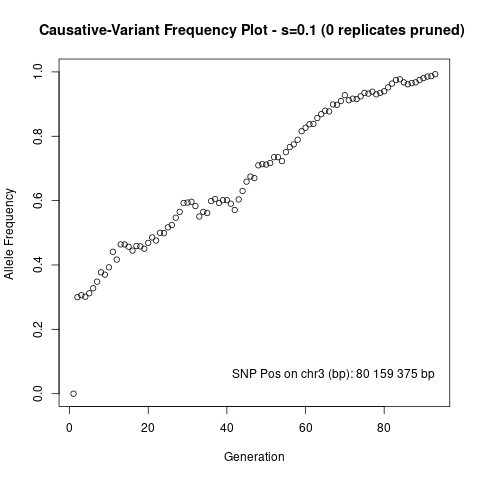 Causative-Variant Frequency Plot - s=0.1 (0 replicates pruned)
1.0
0.8
0.6
0.4
0.2
0.0
Allele Frequency
SNP Pos on chr3 (bp): 80 159 375 bp
0 20 40 60 80
Generation